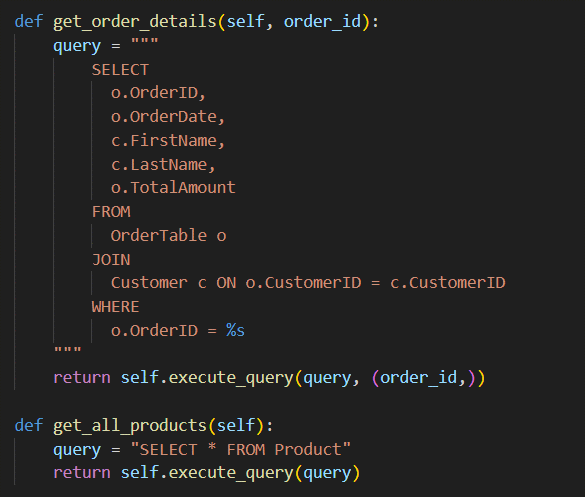 def get_order_details(self, order_id):
    query = """
        SELECT
          o.OrderID,
          o.OrderDate,
          c.FirstName,
          c.LastName,
          o.TotalAmount
        FROM
          OrderTable o
        JOIN
          Customer c ON o.CustomerID = c.CustomerID
        WHERE
          o.OrderID = %s
    """
    return self.execute_query(query, (order_id,))

def get_all_products(self):
    query = "SELECT * FROM Product"
    return self.execute_query(query)